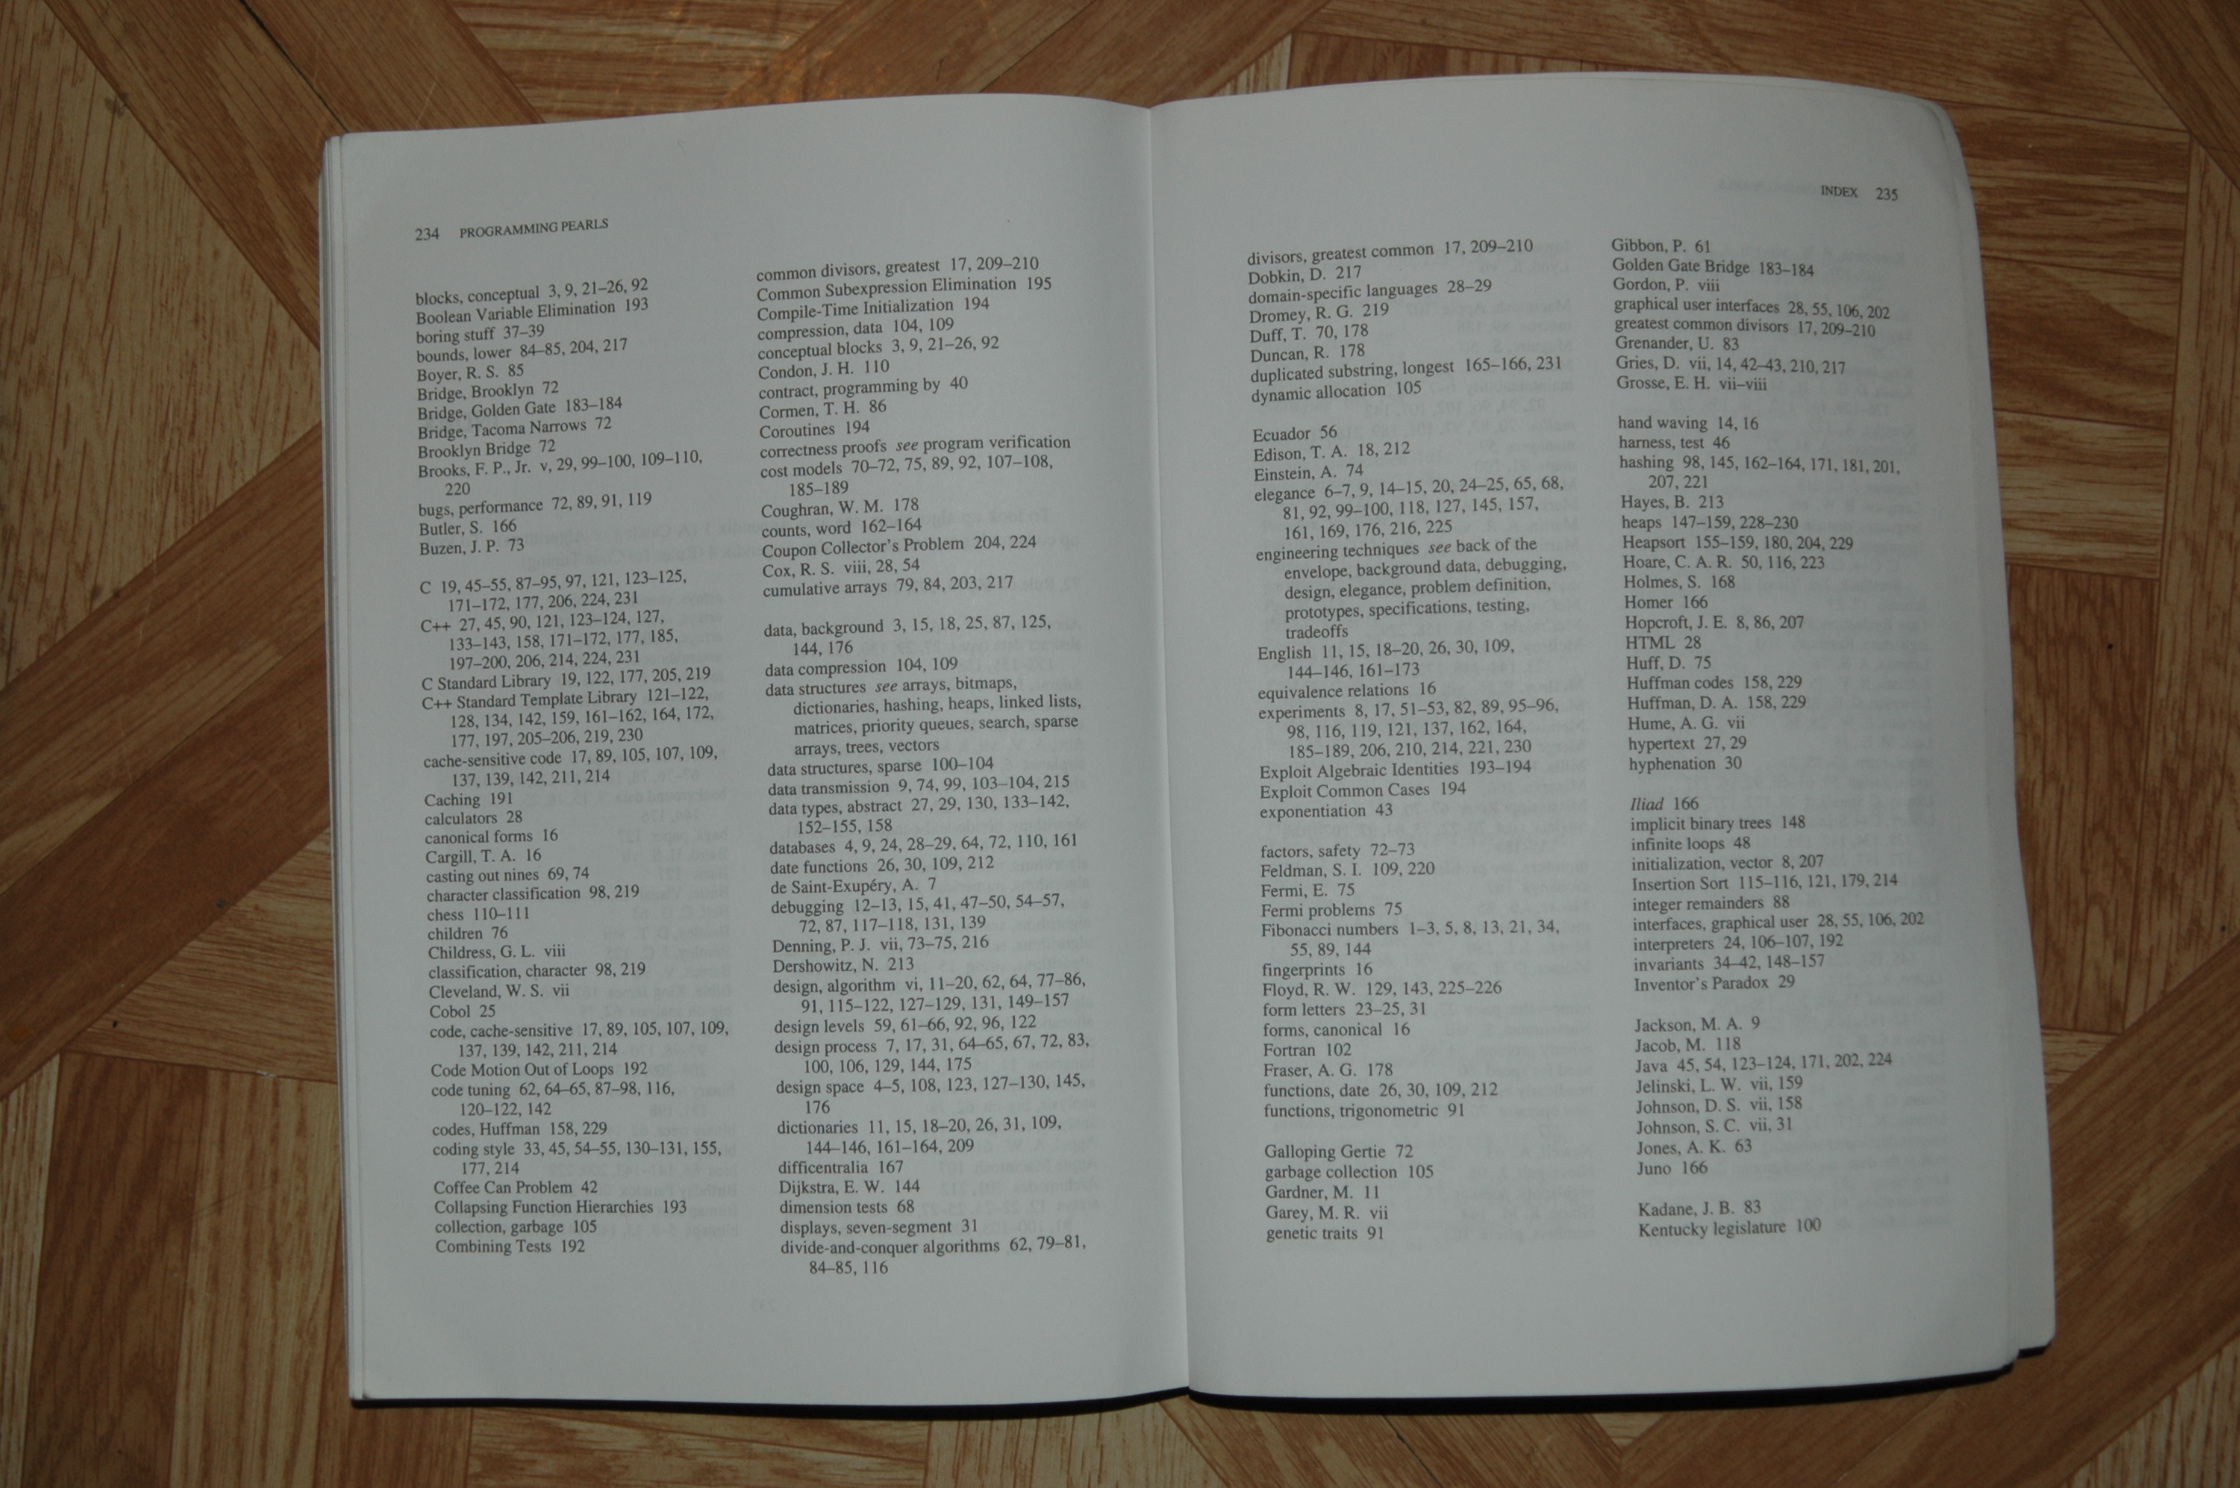 234 PROGRAMMING PEARLS
blocks, conceptual 3, 9, 21–26, 92
Boolean Variable Elimination 193
boring stuff 37–39
bounds, lower 84–85, 204, 217
Boyer, R. S. 85
Bridge, Brooklyn 72
Bridge, Golden Gate 183–184
Bridge, Tacoma Narrows 72
Brooklyn Bridge 72
Brooks, F. P., Jr. v, 29, 99–100, 109–110,
220
bugs, performance 72, 89, 91, 119
Butler, S. 166
Buzen, J. P. 73
C 19, 45–55, 87–95, 97, 121, 123–125,
171–172, 177, 206, 224, 231
C++ 27, 45, 90, 121, 123–124, 127,
133–143, 158, 171–172, 177, 185,
197–200, 206, 214, 224, 231
C Standard Library 19, 122, 177, 205, 219
C++ Standard Template Library 121–122,
128, 134, 142, 159, 161–162, 164, 172,
177, 197, 205–206, 219, 230
cache-sensitive code 17, 89, 105, 107, 109,
137, 139, 142, 211, 214
Caching 191
calculators 28
canonical forms 16
Cargill, T. A. 16
casting out nines 69, 74
character classification 98, 219
chess 110–111
children 76
Childress, G. L. viii
classification, character 98, 219
Cleveland, W. S. vii
Cobol 25
code, cache-sensitive 17, 89, 105, 107, 109,
137, 139, 142, 211, 214
Code Motion Out of Loops 192
code tuning 62, 64–65, 87–98, 116,
120–122, 142
codes, Huffman 158, 229
coding style 33, 45, 54–55, 130–131, 155,
177, 214
Coffee Can Problem 42
Collapsing Function Hierarchies 193
collection, garbage 105
Combining Tests 192
common divisors, greatest 17, 209–210
Common Subexpression Elimination 195
Compile-Time Initialization 194
compression, data 104, 109
conceptual blocks 3, 9, 21–26, 92
Condon, J. H. 110
contract, programming by 40
Cormen, T. H. 86
Coroutines 194
correctness proofs see program verification
cost models 70–72, 75, 89, 92, 107–108,
185–189
Coughran, W. M. 178
counts, word 162–164
Coupon Collector's Problem 204, 224
Cox, R. S. viii, 28, 54
cumulative arrays 79, 84, 203, 217
data, background 3, 15, 18, 25, 87, 125,
144, 176
data compression 104, 109
data structures see arrays, bitmaps,
dictionaries, hashing, heaps, linked lists,
matrices, priority queues, search, sparse
arrays, trees, vectors
data structures, sparse 100–104
data transmission 9, 74, 99, 103–104, 215
data types, abstract 27, 29, 130, 133–142,
152–155, 158
databases 4, 9, 24, 28–29, 64, 72, 110, 161
date functions 26, 30, 109, 212
de Saint-Exupéry, A. 7
debugging 12–13, 15, 41, 47–50, 54–57,
72, 87, 117–118, 131, 139
Denning, P. J. vii, 73–75, 216
Dershowitz, N. 213
design, algorithm vi, 11–20, 62, 64, 77–86,
91, 115–122, 127–129, 131, 149–157
design levels 59, 61–66, 92, 96, 122
design process 7, 17, 31, 64–65, 67, 72, 83,
100, 106, 129, 144, 175
design space 4–5, 108, 123, 127–130, 145,
176
dictionaries 11, 15, 18–20, 26, 31, 109,
144–146, 161–164, 209
difficentralia 167
Dijkstra, E. W. 144
dimension tests 68
displays, seven-segment 31
divide-and-conquer algorithms 62, 79–81,
84–85, 116
INDEX 235
divisors, greatest common 17, 209–210
Dobkin, D. 217
domain-specific languages 28–29
Dromey, R. G. 219
Duff, T. 70, 178
Duncan, R. 178
duplicated substring, longest 165–166, 231
dynamic allocation 105
Ecuador 56
Edison, T. A. 18, 212
Einstein, A. 74
elegance 6–7, 9, 14–15, 20, 24–25, 65, 68,
81, 92, 99–100, 118, 127, 145, 157,
161, 169, 176, 216, 225
engineering techniques see back of the
envelope, background data, debugging,
design, elegance, problem definition,
prototypes, specifications, testing,
tradeoffs
English 11, 15, 18–20, 26, 30, 109,
144–146, 161–173
equivalence relations 16
experiments 8, 17, 51–53, 82, 89, 95–96,
98, 116, 119, 121, 137, 162, 164,
185–189, 206, 210, 214, 221, 230
Exploit Algebraic Identities 193–194
Exploit Common Cases 194
exponentiation 43
factors, safety 72–73
Feldman, S. I. 109, 220
Fermi, E. 75
Fermi problems 75
Fibonacci numbers 1–3, 5, 8, 13, 21, 34,
55, 89, 144
fingerprints 16
Floyd, R. W. 129, 143, 225–226
form letters 23–25, 31
forms, canonical 16
Fortran 102
Fraser, A. G. 178
functions, date 26, 30, 109, 212
functions, trigonometric 91
Galloping Gertie 72
garbage collection 105
Gardner, M. 11
Garey, M. R. vii
genetic traits 91
Gibbon, P. 61
Golden Gate Bridge 183–184
Gordon, P. viii
graphical user interfaces 28, 55, 106, 202
greatest common divisors 17, 209–210
Grenander, U. 83
Gries, D. vii, 14, 42–43, 210, 217
Grosse, E. H. vii–viii
hand waving 14, 16
harness, test 46
hashing 98, 145, 162–164, 171, 181, 201,
207, 221
Hayes, B. 213
heaps 147–159, 228–230
Heapsort 155–159, 180, 204, 229
Hoare, C. A. R. 50, 116, 223
Holmes, S. 168
Homer 166
Hopcroft, J. E. 8, 86, 207
HTML 28
Huff, D. 75
Huffman codes 158, 229
Huffman, D. A. 158, 229
Hume, A. G. vii
hypertext 27, 29
hyphenation 30
Iliad 166
implicit binary trees 148
infinite loops 48
initialization, vector 8, 207
Insertion Sort 115–116, 121, 179, 214
integer remainders 88
interfaces, graphical user 28, 55, 106, 202
interpreters 24, 106–107, 192
invariants 34–42, 148–157
Inventor's Paradox 29
Jackson, M. A. 9
Jacob, M. 118
Java 45, 54, 123–124, 171, 202, 224
Jelinski, L. W. vii, 159
Johnson, D. S. vii, 158
Johnson, S. C. vii, 31
Jones, A. K. 63
Juno 166
Kadane, J. B. 83
Kentucky legislature 100